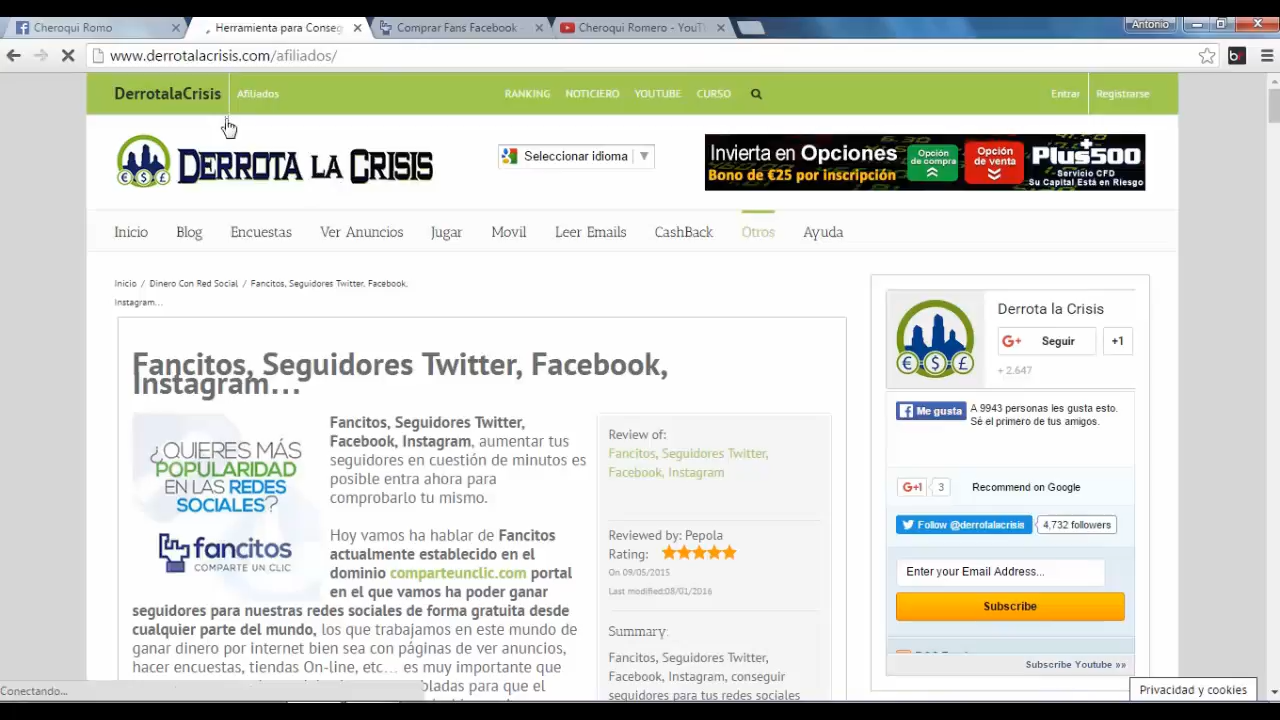 Cheroqui Romo
Herramienta para Conseg
Comprar Fans Facebook
Cheroqui Romero - YouT
Antonio
www.derrotalacrisis.com/afiliados/
DerrotalaCrisis
Afiliados
RANKING
NOTICIERO
YOUTUBE
CURSO
Entrar
Registrarse
DERROTA LA CRISIS
€ $ £
Seleccionar idioma
Invierta en Opciones
Bono de €25 por inscripción
Opción de compra
Opción de venta
Plus500
Servicio CFD
Su Capital Está en Riesgo
Inicio
Blog
Encuestas
Ver Anuncios
Jugar
Movil
Leer Emails
CashBack
Otros
Ayuda
Inicio / Dinero Con Red Social / Fancitos, Seguidores Twitter, Facebook,
Instagram...
Fancitos, Seguidores Twitter, Facebook,
Instagram...
¿QUIERES MÁS
POPULARIDAD
EN LAS REDES
SOCIALES?
fancitos
COMPARTE UN CLIC
Fancitos, Seguidores Twitter,
Facebook, Instagram, aumentar tus
seguidores en cuestión de minutos es
posible entra ahora para
comprobarlo tu mismo.
Hoy vamos ha hablar de Fancitos
actualmente establecido en el
dominio comparteunclic.com portal
en el que vamos ha poder ganar
seguidores para nuestras redes sociales de forma gratuita desde
cualquier parte del mundo, los que trabajamos en este mundo de
ganar dinero por internet bien sea con páginas de ver anuncios,
hacer encuestas, tiendas On-line, etc... es muy importante que
bladas para que el
Review of:
Fancitos, Seguidores Twitter,
Facebook, Instagram
Reviewed by: Pepola
Rating:
On 09/05/2015
Last modified:08/01/2016
Summary:
Fancitos, Seguidores Twitter,
Facebook, Instagram, conseguir
seguidores para tus redes sociales
Derrota la Crisis
€ $ £
G+ Seguir
+1
+ 2.647
Me gusta
A 9943 personas les gusta esto.
Sé el primero de tus amigos.
G+1
3
Recommend on Google
Follow @derrotalacrisis
4,732 followers
Enter your Email Address...
Subscribe
Subscribe Youtube »»
Conectando...
Privacidad y cookies